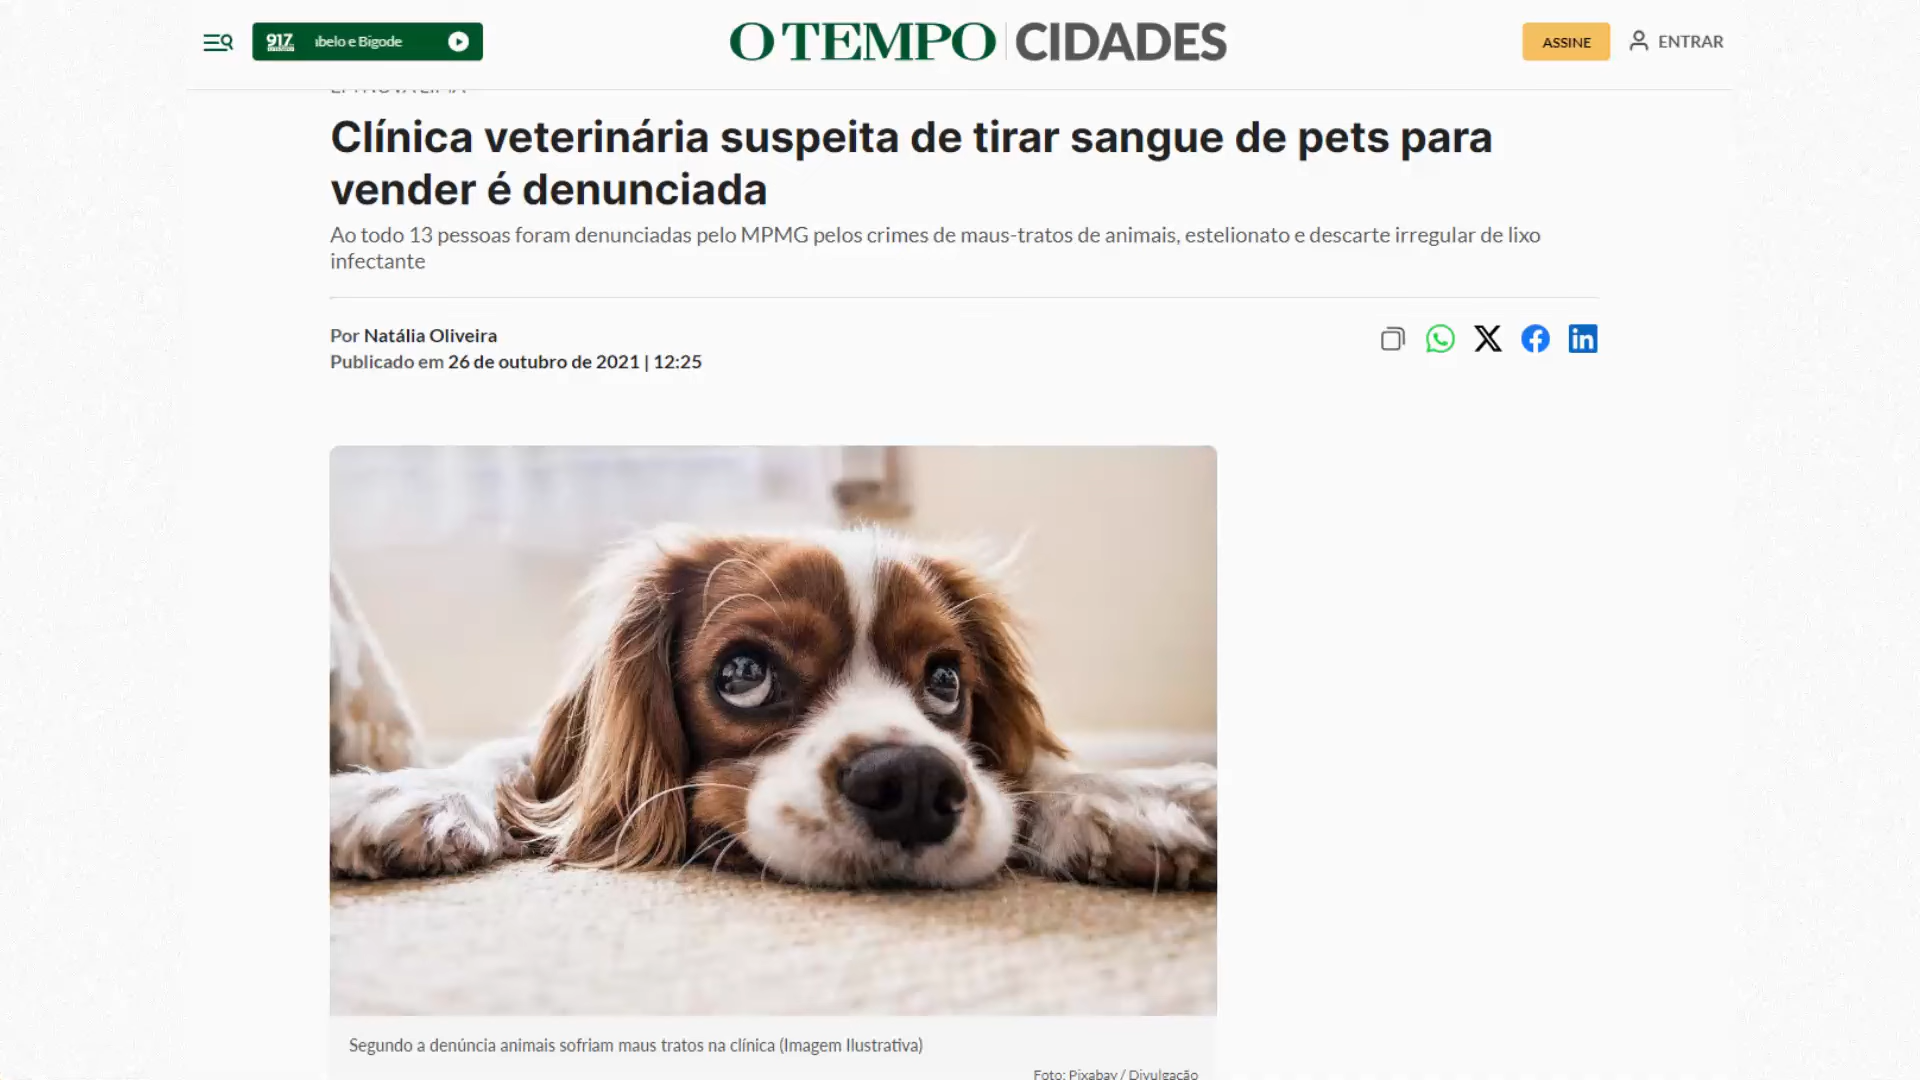 917 ıbelo e Bigode
O TEMPO CIDADES
ASSINE
ENTRAR
Clínica veterinária suspeita de tirar sangue de pets para
vender é denunciada
Ao todo 13 pessoas foram denunciadas pelo MPMG pelos crimes de maus-tratos de animais, estelionato e descarte irregular de lixo
infectante
Por Natália Oliveira
Publicado em 26 de outubro de 2021 | 12:25
Segundo a denúncia animais sofriam maus tratos na clínica (Imagem Ilustrativa)
Foto: Pixabay / Divulgação